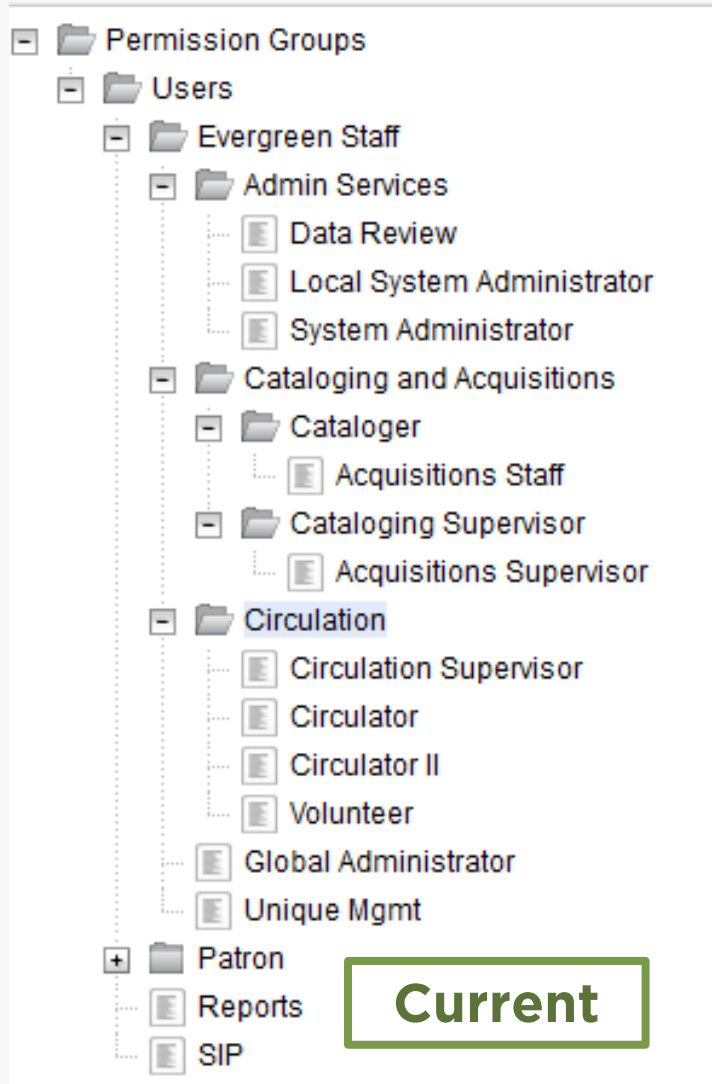 Permission Groups
Users
Evergreen Staff
Admin Services
Data Review
Local System Administrator
System Administrator
Cataloging and Acquisitions
Cataloger
Acquisitions Staff
Cataloging Supervisor
Acquisitions Supervisor
Circulation
Circulation Supervisor
Circulator
Circulator II
Volunteer
Global Administrator
Unique Mgmt
Patron
Reports
SIP
Current